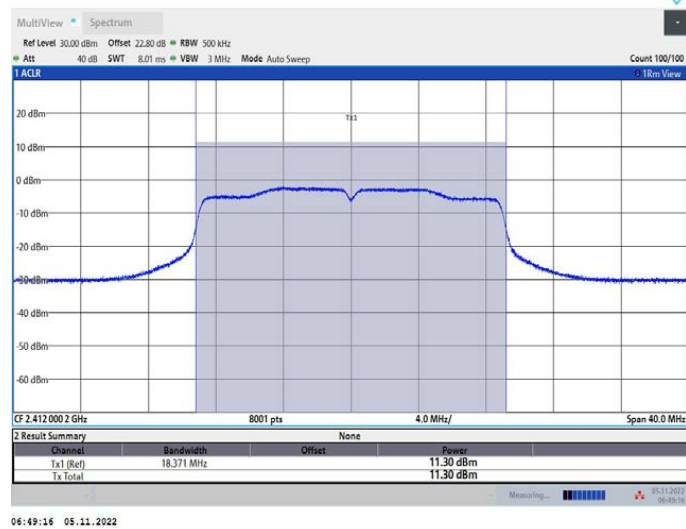 MultiView Spectrum
Ref Level 30.00 dBm Offset 22.80 dB RBW 500 kHz
Att 40 dB SWT 8.01 ms VBW 3 MHz Mode Auto Sweep Count 100/100
1 ACLR 1Rm View
Tx1
20 dBm
10 dBm
0 dBm
-10 dBm
-20 dBm
-30 dBm
-40 dBm
-50 dBm
-60 dBm
CF 2.412 000 2 GHz 8001 pts 4.0 MHz/ Span 40.0 MHz
2 Result Summary None
Channel Bandwidth Offset Power
Tx1 (Ref) 18.371 MHz 11.30 dBm
Tx Total 11.30 dBm
Measuring... 05.11.2022
06:49:16
06:49:16 05.11.2022